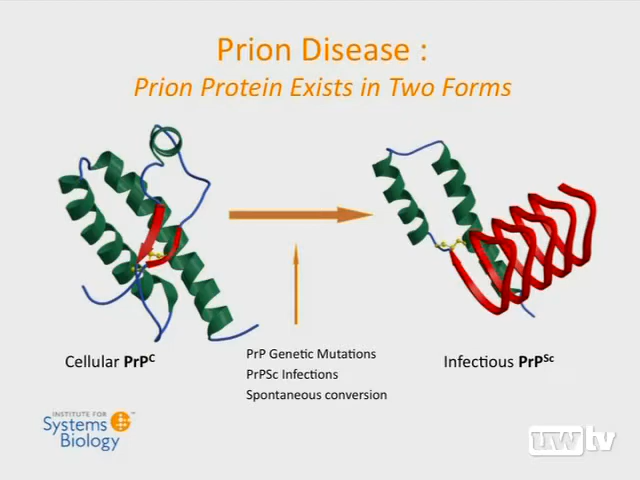 Prion Disease :
Prion Protein Exists in Two Forms
Cellular PrPC
PrP Genetic Mutations
PrPSc Infections
Spontaneous conversion
Infectious PrPSc
INSTITUTE FOR
Systems
Biology
uwtv